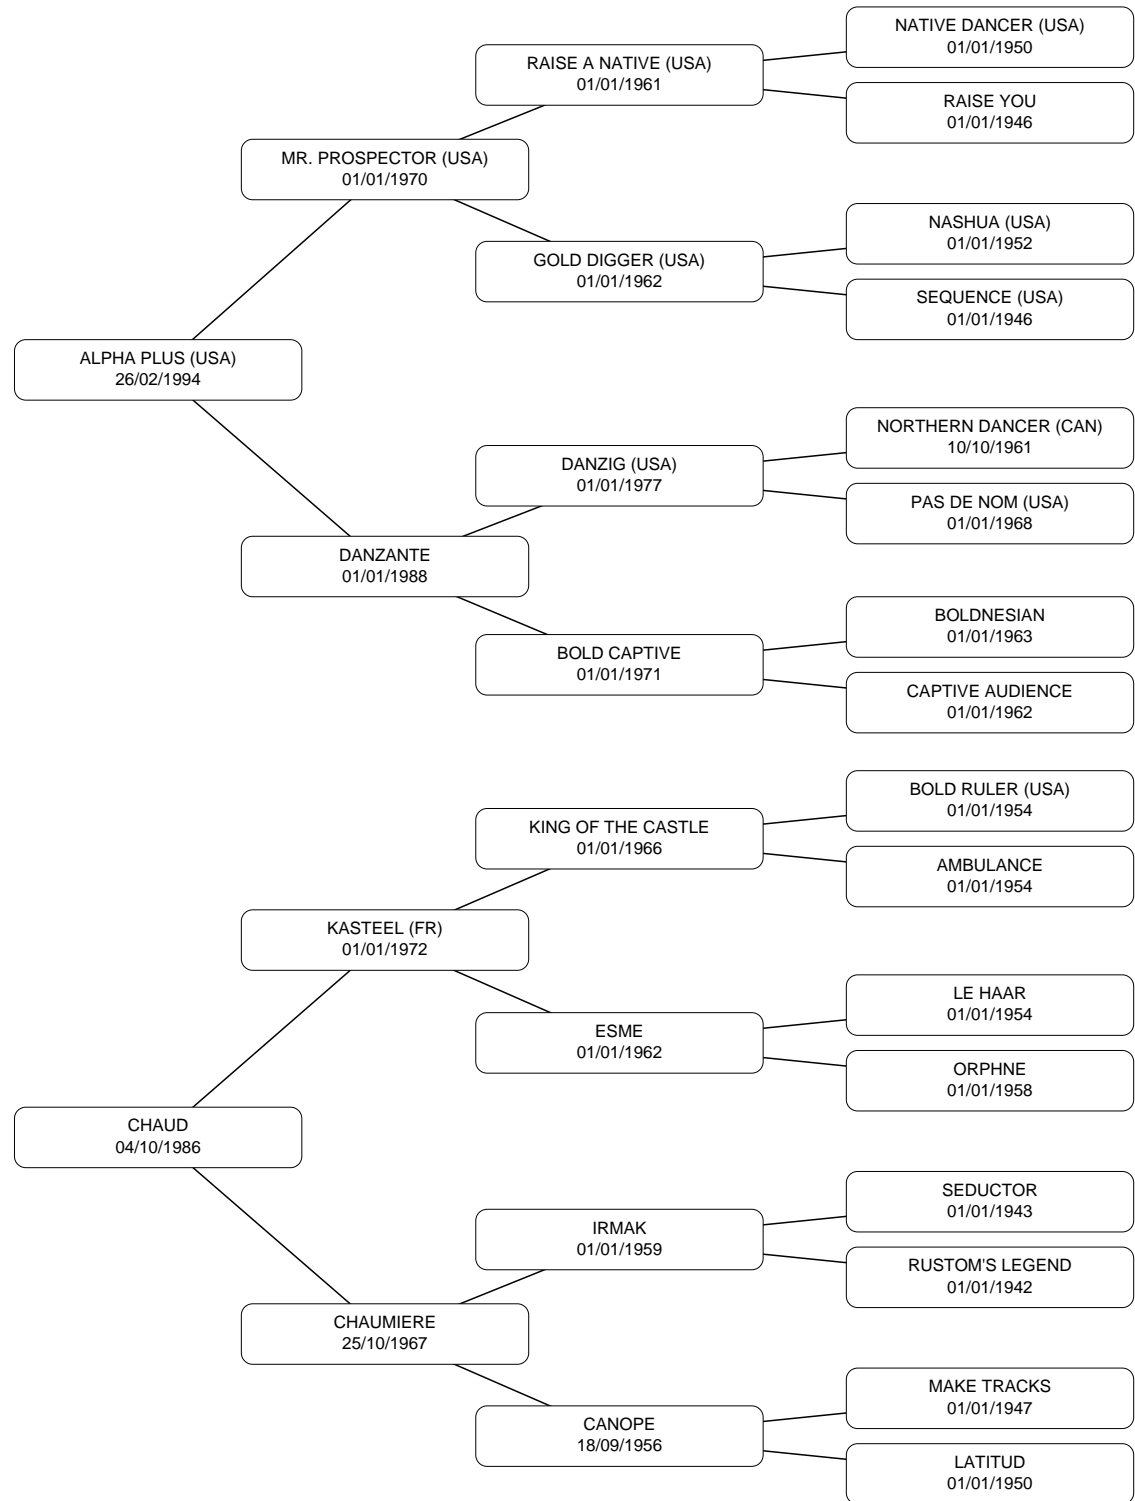 NATIVE DANCER (USA)
01/01/1950
RAISE A NATIVE (USA)
01/01/1961
RAISE YOU
01/01/1946
MR. PROSPECTOR (USA)
01/01/1970
NASHUA (USA)
01/01/1952
GOLD DIGGER (USA)
01/01/1962
SEQUENCE (USA)
01/01/1946
ALPHA PLUS (USA)
26/02/1994
NORTHERN DANCER (CAN)
10/10/1961
DANZIG (USA)
01/01/1977
PAS DE NOM (USA)
01/01/1968
DANZANTE
01/01/1988
BOLDNESIAN
01/01/1963
BOLD CAPTIVE
01/01/1971
CAPTIVE AUDIENCE
01/01/1962
BOLD RULER (USA)
01/01/1954
KING OF THE CASTLE
01/01/1966
AMBULANCE
01/01/1954
KASTEEL (FR)
01/01/1972
LE HAAR
01/01/1954
ESME
01/01/1962
ORPHNE
01/01/1958
CHAUD
04/10/1986
SEDUCTOR
01/01/1943
IRMAK
01/01/1959
RUSTOM'S LEGEND
01/01/1942
CHAUMIERE
25/10/1967
MAKE TRACKS
01/01/1947
CANOPE
18/09/1956
LATITUD
01/01/1950